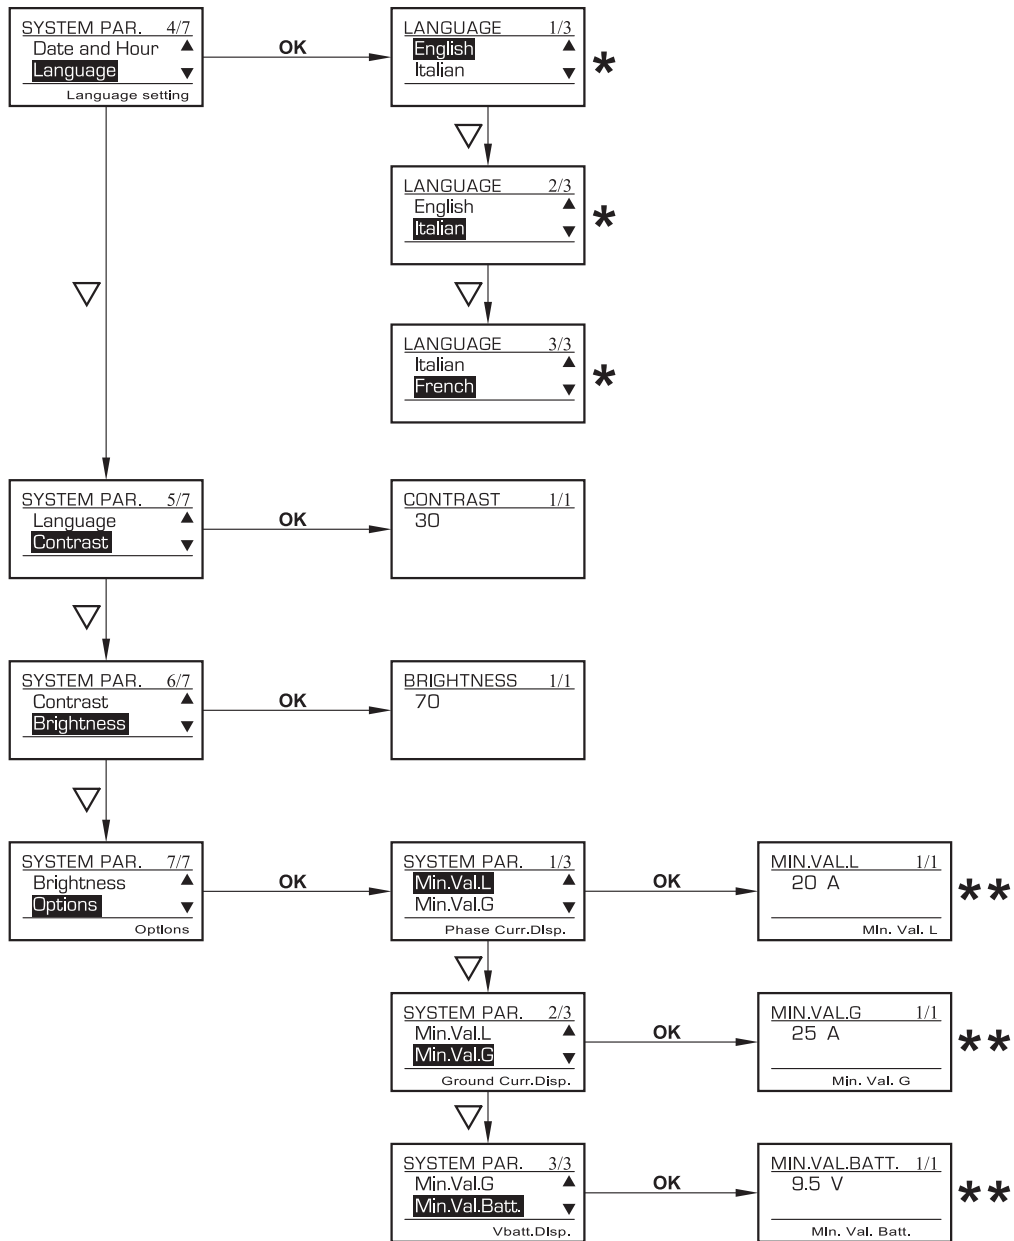 SYSTEM PAR. 4/7
Date and Hour
Language
Language setting
OK
LANGUAGE 1/3
English
Italian
*
LANGUAGE 2/3
English
Italian
*
LANGUAGE 3/3
Italian
French
*
SYSTEM PAR. 5/7
Language
Contrast
OK
CONTRAST 1/1
30
SYSTEM PAR. 6/7
Contrast
Brightness
OK
BRIGHTNESS 1/1
70
SYSTEM PAR. 7/7
Brightness
Options
Options
OK
SYSTEM PAR. 1/3
Min.Val.L
Min.Val.G
Phase Curr.Disp.
OK
MIN.VAL.L 1/1
20 A
Min. Val. L
**
SYSTEM PAR. 2/3
Min.Val.L
Min.Val.G
Ground Curr.Disp.
OK
MIN.VAL.G 1/1
25 A
Min. Val. G
**
SYSTEM PAR. 3/3
Min.Val.G
Min.Val.Batt.
Vbatt.Disp.
OK
MIN.VAL.BATT. 1/1
9.5 V
Min. Val. Batt.
**